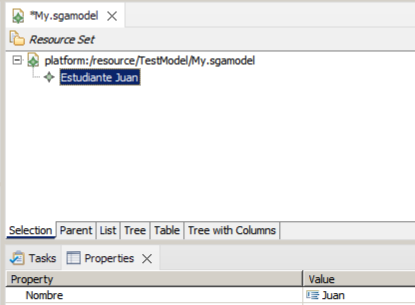 *My.sgamodel
Resource Set
platform:/resource/TestModel/My.sgamodel
Estudiante Juan
Selection Parent List Tree Table Tree with Columns
Tasks Properties
Property Value
Nombre Juan